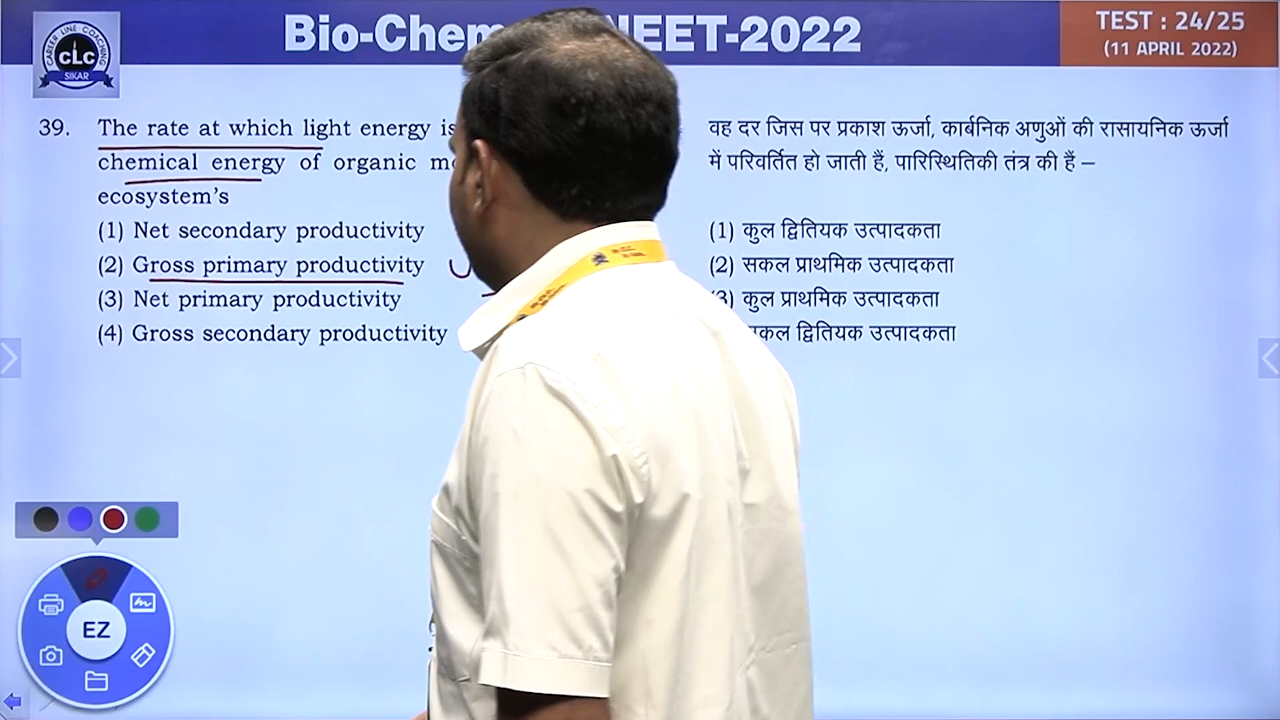 Bio-Chem NEET-2022
TEST : 24/25
(11 APRIL 2022)
CAREER LINE COACHING
CLC
SIKAR
39. The rate at which light energy is
chemical energy of organic
ecosystem's
(1) Net secondary productivity
(2) Gross primary productivity
(3) Net primary productivity
(4) Gross secondary productivity
वह दर जिस पर प्रकाश ऊर्जा, कार्बनिक अणुओं की रासायनिक ऊर्जा
में परिवर्तित हो जाती हैं, पारिस्थितिकी तंत्र की हैं –
(1) कुल द्वितियक उत्पादकता
(2) सकल प्राथमिक उत्पादकता
(3) कुल प्राथमिक उत्पादकता
सकल द्वितियक उत्पादकता
EZ